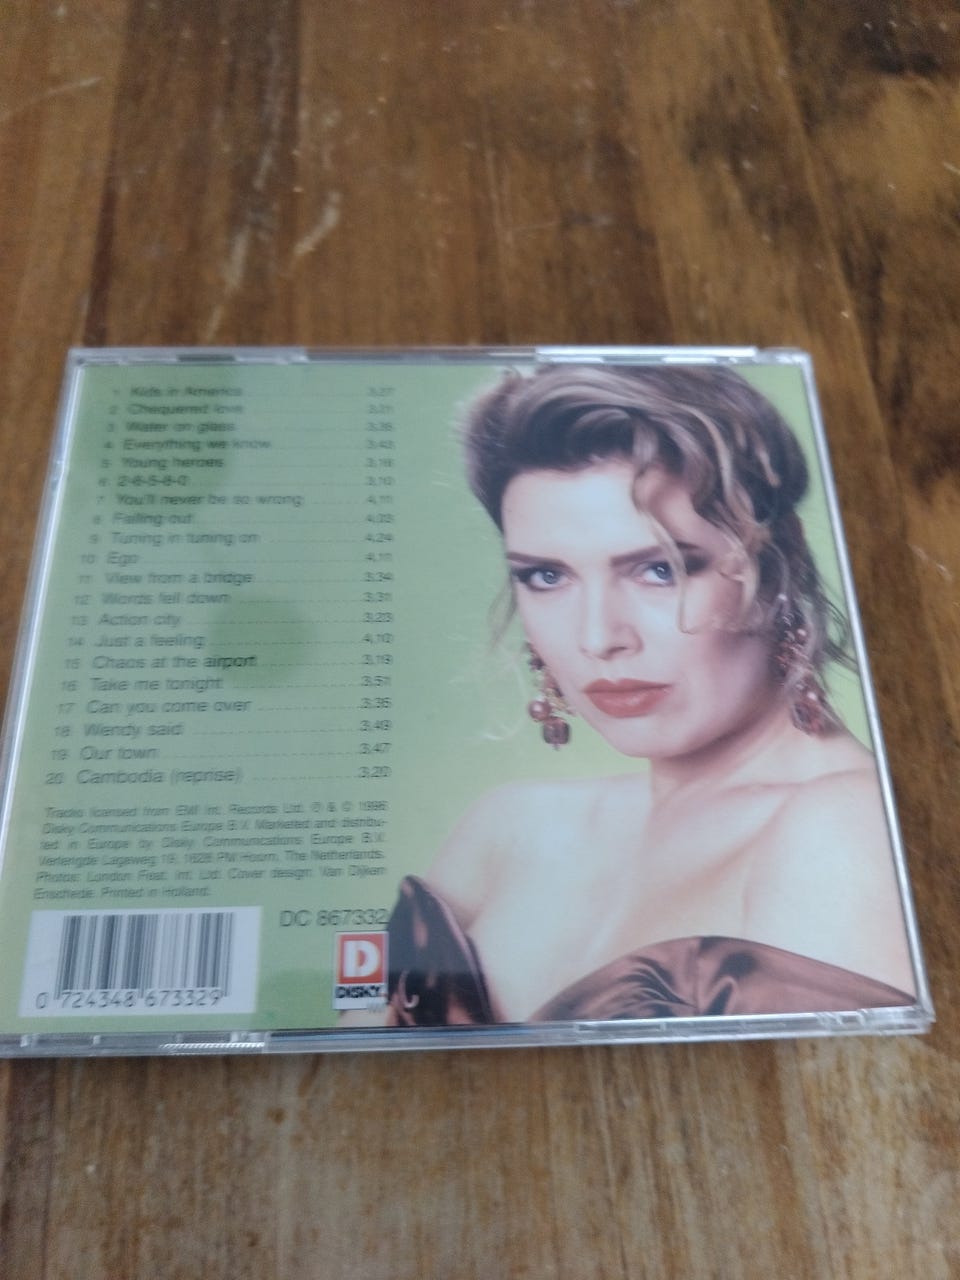 1 Kids in America 3,27
2 Chequered love 3,21
3 Water on glass 3,35
4 Everything we know 3,43
5 Young heroes 3,16
6 2-6-5-8-0 3,10
7 You'll never be so wrong 4,11
8 Falling out 4,03
9 Tuning in tuning on 4,24
10 Ego 4,11
11 View from a bridge 3,34
12 Words fell down 3,31
13 Action city 3,23
14 Just a feeling 4,10
15 Chaos at the airport 3,19
16 Take me tonight 3,51
17 Can you come over 3,35
18 Wendy said 3,49
19 Our town 3,47
20 Cambodia (reprise) 3,20
Tracks licensed from EMI Int. Records Ltd. ℗ & © 1996
Disky Communications Europe B.V. Marketed and distribu-
ted in Europe by Disky Communications Europe B.V.
Verlengde Lageweg 19, 1628 PM Hoorn, The Netherlands.
Photos: London Feat. Int. Ltd. Cover design: Van Dijken
Enschede. Printed in Holland.
DC 867332
D
DISKY
0 724348 673329